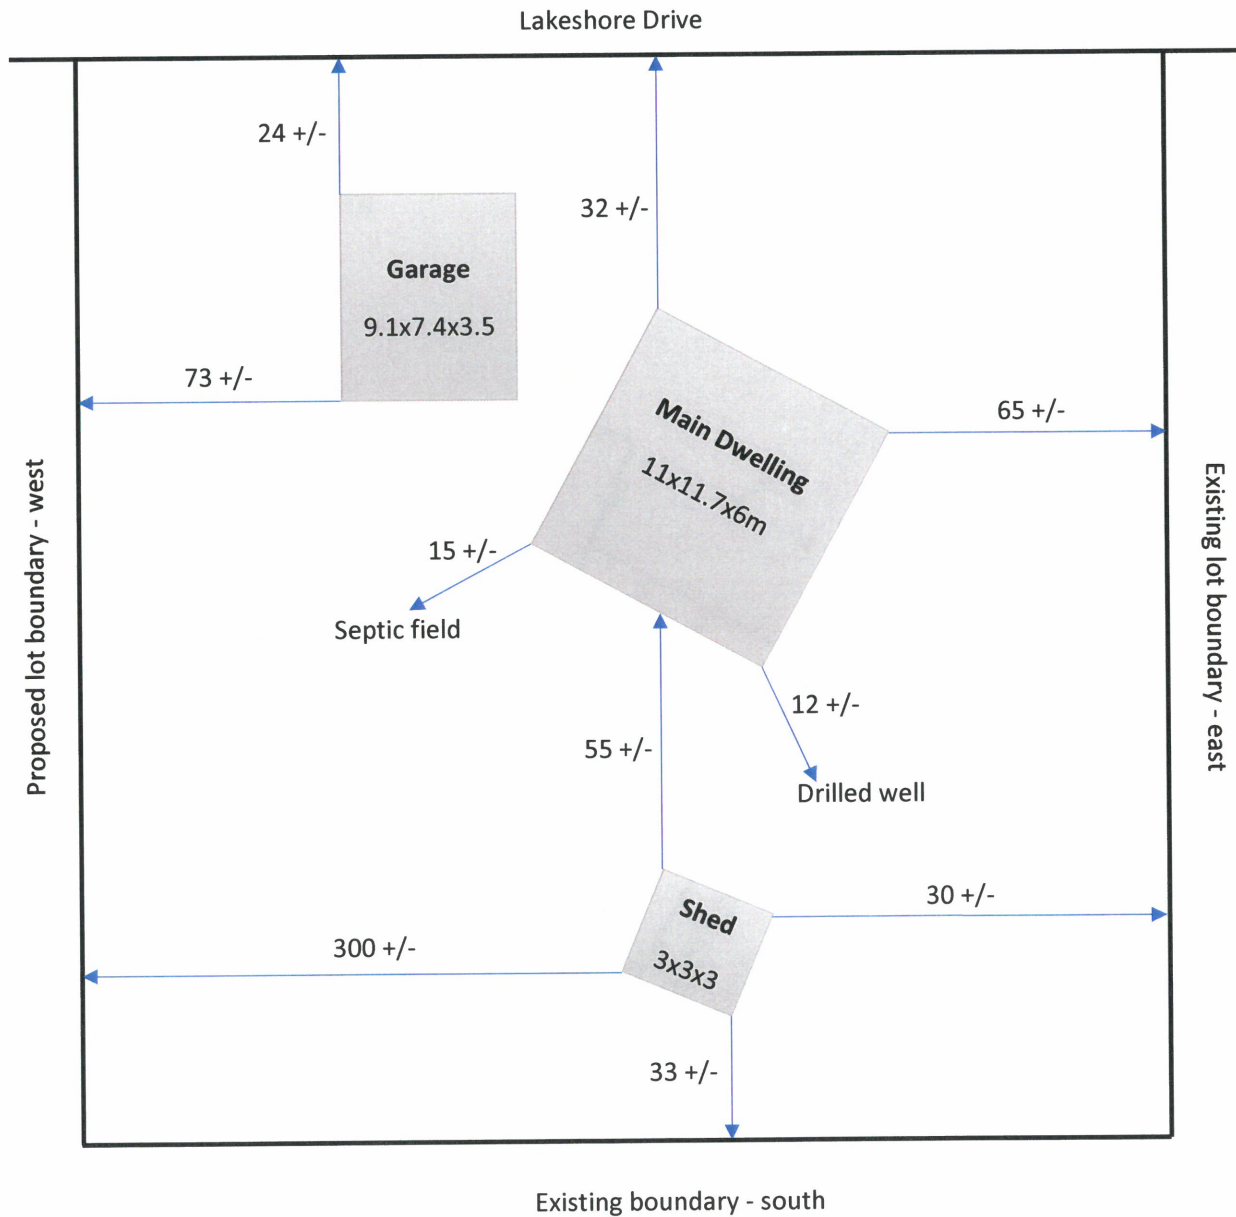 Lakeshore Drive
24 +/-
32 +/-
Garage
9.1x7.4x3.5
73 +/-
Main Dwelling
11x11.7x6m
65 +/-
Proposed lot boundary - west
Existing lot boundary - east
15 +/-
Septic field
12 +/-
55 +/-
Drilled well
Shed
3x3x3
30 +/-
300 +/-
33 +/-
Existing boundary - south